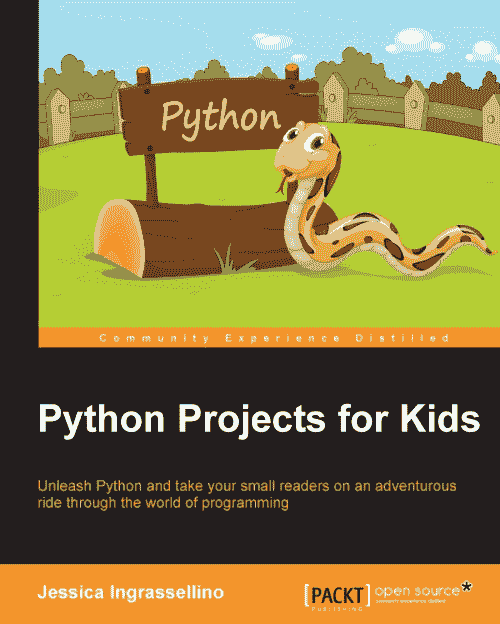 Python
Community Experience Distilled
Python Projects for Kids
Unleash Python and take your small readers on an adventurous
ride through the world of programming
Jessica Ingrassellino
[PACKT] open source*
PUBLISHING community experience distilled